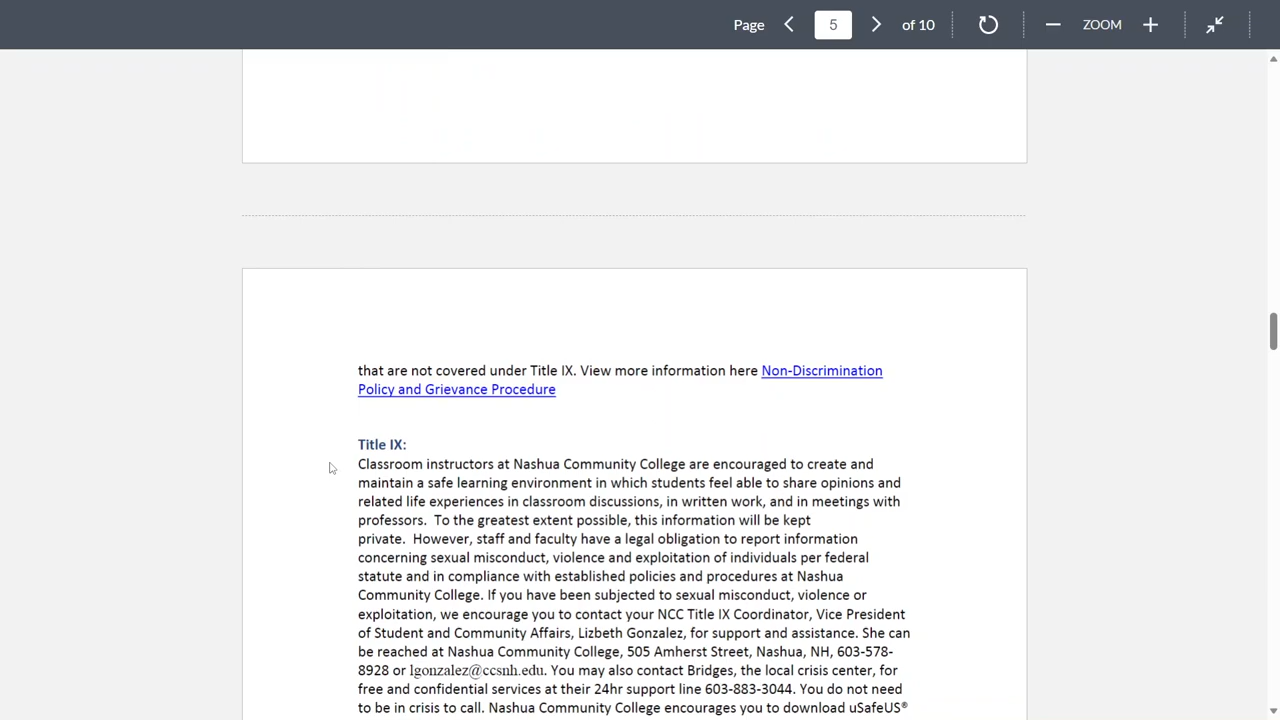 Page 5 of 10 ZOOM
that are not covered under Title IX. View more information here Non-Discrimination
Policy and Grievance Procedure
Title IX:
Classroom instructors at Nashua Community College are encouraged to create and
maintain a safe learning environment in which students feel able to share opinions and
related life experiences in classroom discussions, in written work, and in meetings with
professors.  To the greatest extent possible, this information will be kept
private.  However, staff and faculty have a legal obligation to report information
concerning sexual misconduct, violence and exploitation of individuals per federal
statute and in compliance with established policies and procedures at Nashua
Community College. If you have been subjected to sexual misconduct, violence or
exploitation, we encourage you to contact your NCC Title IX Coordinator, Vice President
of Student and Community Affairs, Lizbeth Gonzalez, for support and assistance. She can
be reached at Nashua Community College, 505 Amherst Street, Nashua, NH, 603-578-
8928 or lgonzalez@ccsnh.edu. You may also contact Bridges, the local crisis center, for
free and confidential services at their 24hr support line 603-883-3044. You do not need
to be in crisis to call. Nashua Community College encourages you to download uSafeUS®